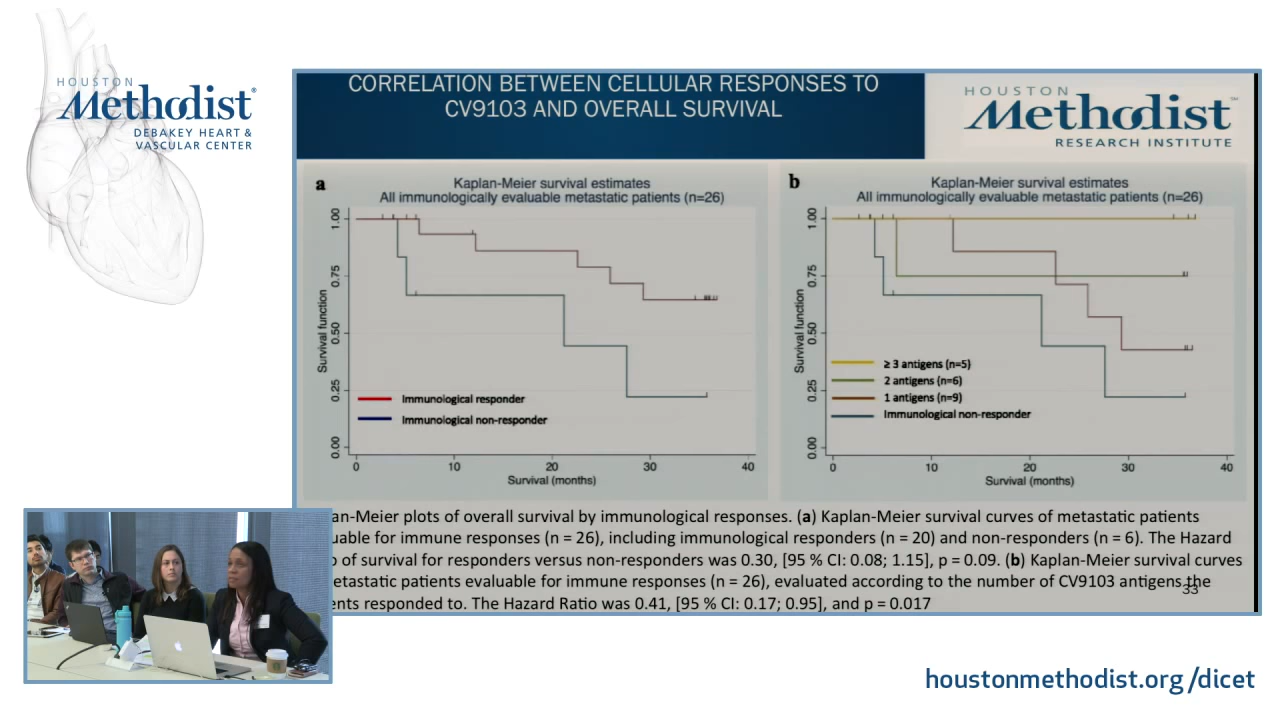 HOUSTON
Methodist®
DEBAKEY HEART &
VASCULAR CENTER
CORRELATION BETWEEN CELLULAR RESPONSES TO
CV9103 AND OVERALL SURVIVAL
HOUSTON
Methodist℠
RESEARCH INSTITUTE
a
Kaplan-Meier survival estimates
All immunologically evaluable metastatic patients (n=26)
Survival function
1.00
0.75
0.50
0.25
0.00
Immunological responder
Immunological non-responder
0 10 20 30 40
Survival (months)
b
Kaplan-Meier survival estimates
All immunologically evaluable metastatic patients (n=26)
Survival function
1.00
0.75
0.50
0.25
0.00
≥ 3 antigens (n=5)
2 antigens (n=6)
1 antigens (n=9)
Immunological non-responder
0 10 20 30 40
Survival (months)
an-Meier plots of overall survival by immunological responses. (a) Kaplan-Meier survival curves of metastatic patients
uable for immune responses (n = 26), including immunological responders (n = 20) and non-responders (n = 6). The Hazard
o of survival for responders versus non-responders was 0.30, [95 % CI: 0.08; 1.15], p = 0.09. (b) Kaplan-Meier survival curves
etastatic patients evaluable for immune responses (n = 26), evaluated according to the number of CV9103 antigens the
ents responded to. The Hazard Ratio was 0.41, [95 % CI: 0.17; 0.95], and p = 0.017
33
houstonmethodist.org/dicet